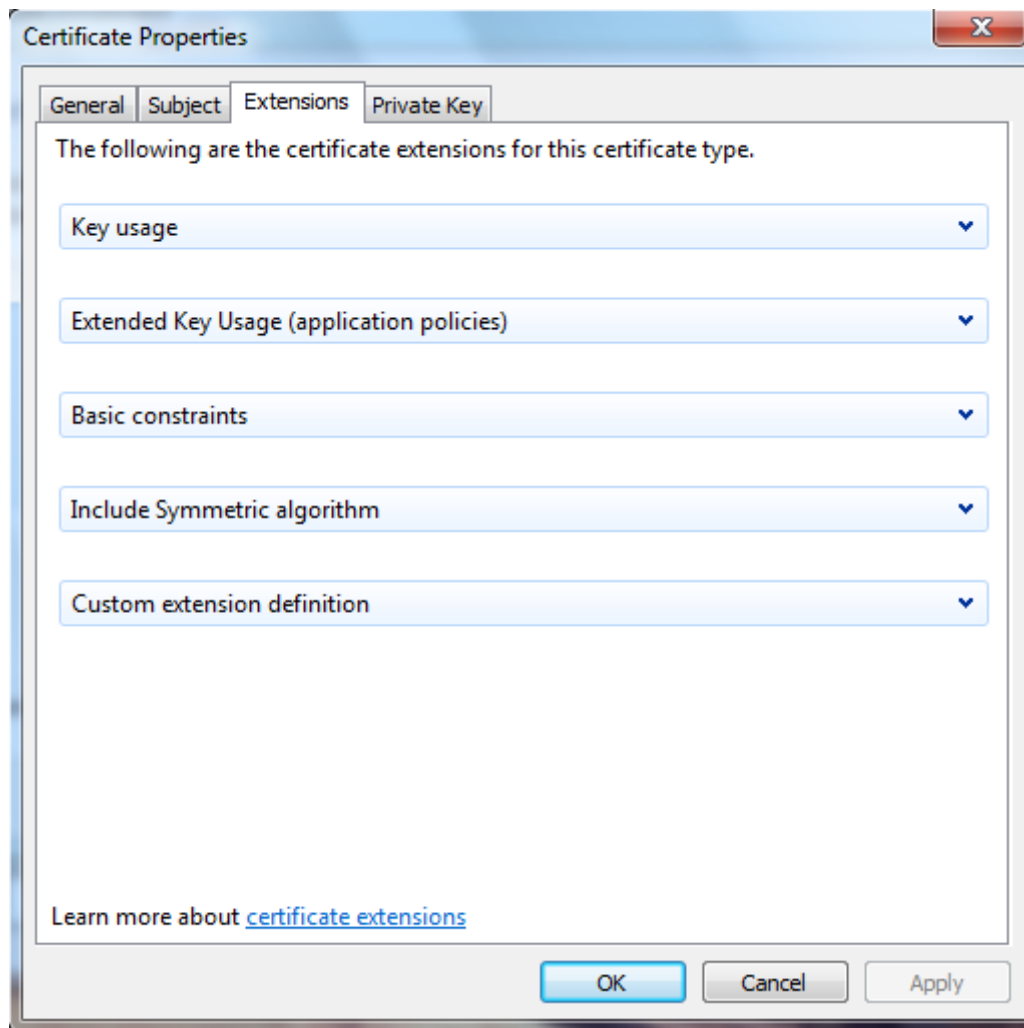 Certificate Properties
General Subject Extensions Private Key
The following are the certificate extensions for this certificate type.
Key usage
Extended Key Usage (application policies)
Basic constraints
Include Symmetric algorithm
Custom extension definition
Learn more about certificate extensions
OK Cancel Apply